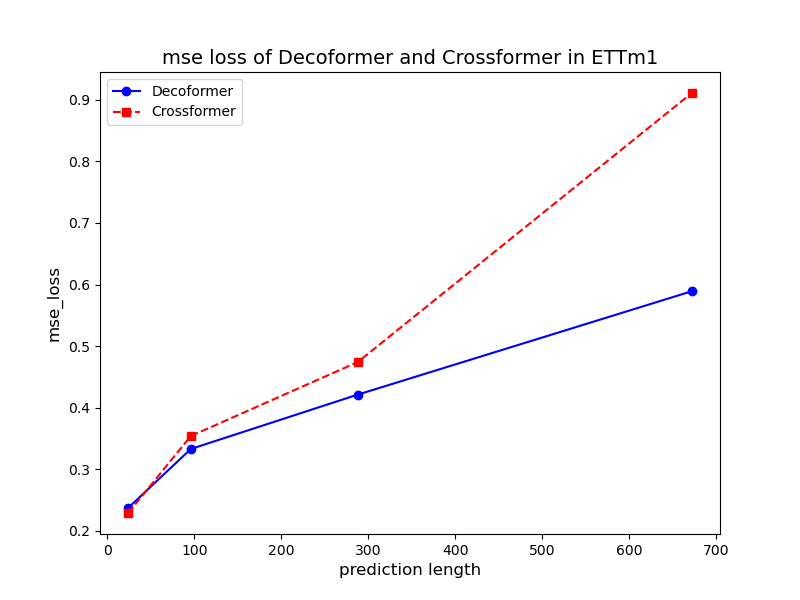 mse loss of Decoformer and Crossformer in ETTm1
Decoformer
Crossformer
0.9
0.8
0.7
0.6
0.5
0.4
0.3
0.2
mse_loss
0 100 200 300 400 500 600 700
prediction length